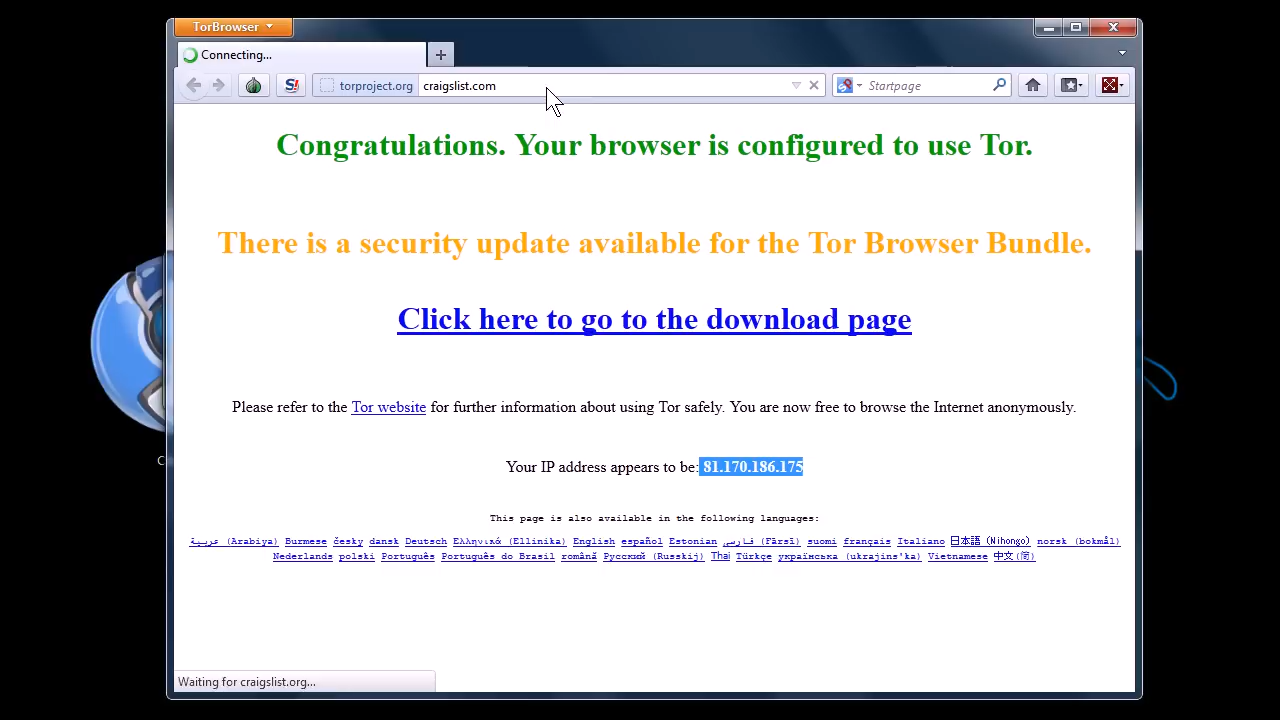 TorBrowser
Connecting...
torproject.org craigslist.com
Startpage
Congratulations. Your browser is configured to use Tor.
There is a security update available for the Tor Browser Bundle.
Click here to go to the download page
Please refer to the Tor website for further information about using Tor safely. You are now free to browse the Internet anonymously.
Your IP address appears to be: 81.170.186.175
This page is also available in the following languages:
عربية (Arabiya) Burmese česky dansk Deutsch Ελληνικά (Ellinika) English español Estonian فارسی (Fārsī) suomi français Italiano 日本語 (Nihongo) norsk (bokmål)
Nederlands polski Português Português do Brasil română Русский (Russkij) Thai Türkçe українська (ukrajins'ka) Vietnamese 中文(简)
C
Waiting for craigslist.org...